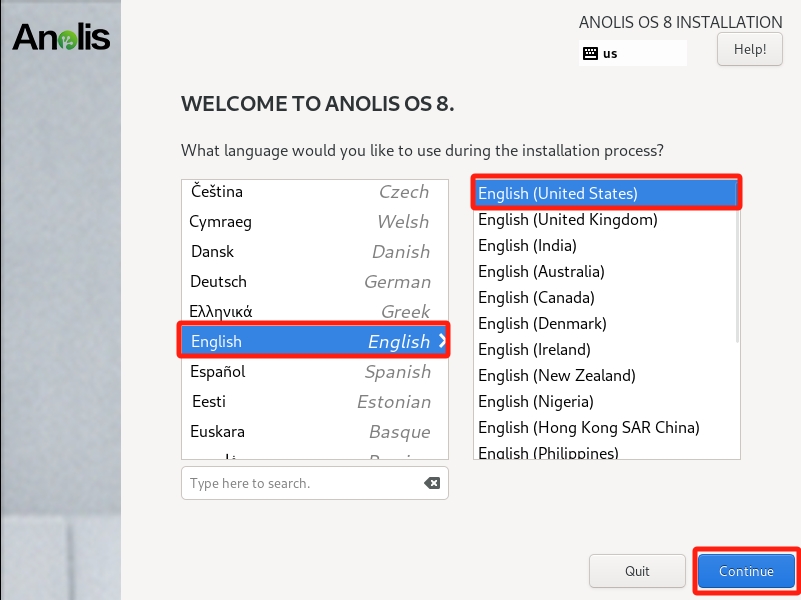 Anolis
ANOLIS OS 8 INSTALLATION
us
Help!
WELCOME TO ANOLIS OS 8.
What language would you like to use during the installation process?
Čeština Czech
Cymraeg Welsh
Dansk Danish
Deutsch German
Ελληνικά Greek
English English
Español Spanish
Eesti Estonian
Euskara Basque
English (United States)
English (United Kingdom)
English (India)
English (Australia)
English (Canada)
English (Denmark)
English (Ireland)
English (New Zealand)
English (Nigeria)
English (Hong Kong SAR China)
English (Philippines)
Type here to search.
Quit
Continue